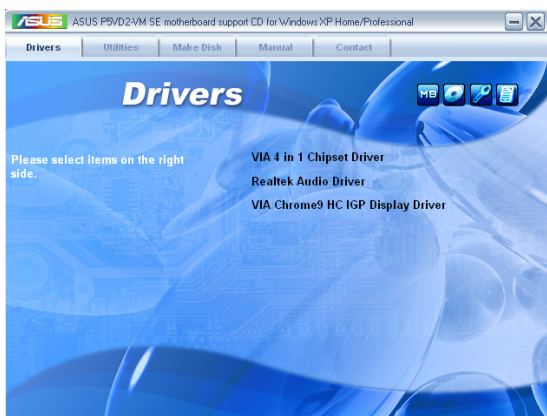 ASUS ASUS P5VD2-VM SE motherboard support CD for Windows XP Home/Professional
Drivers Utilities Make Disk Manual Contact
Drivers
MB
Please select items on the right
side.
VIA 4 in 1 Chipset Driver
Realtek Audio Driver
VIA Chrome9 HC IGP Display Driver